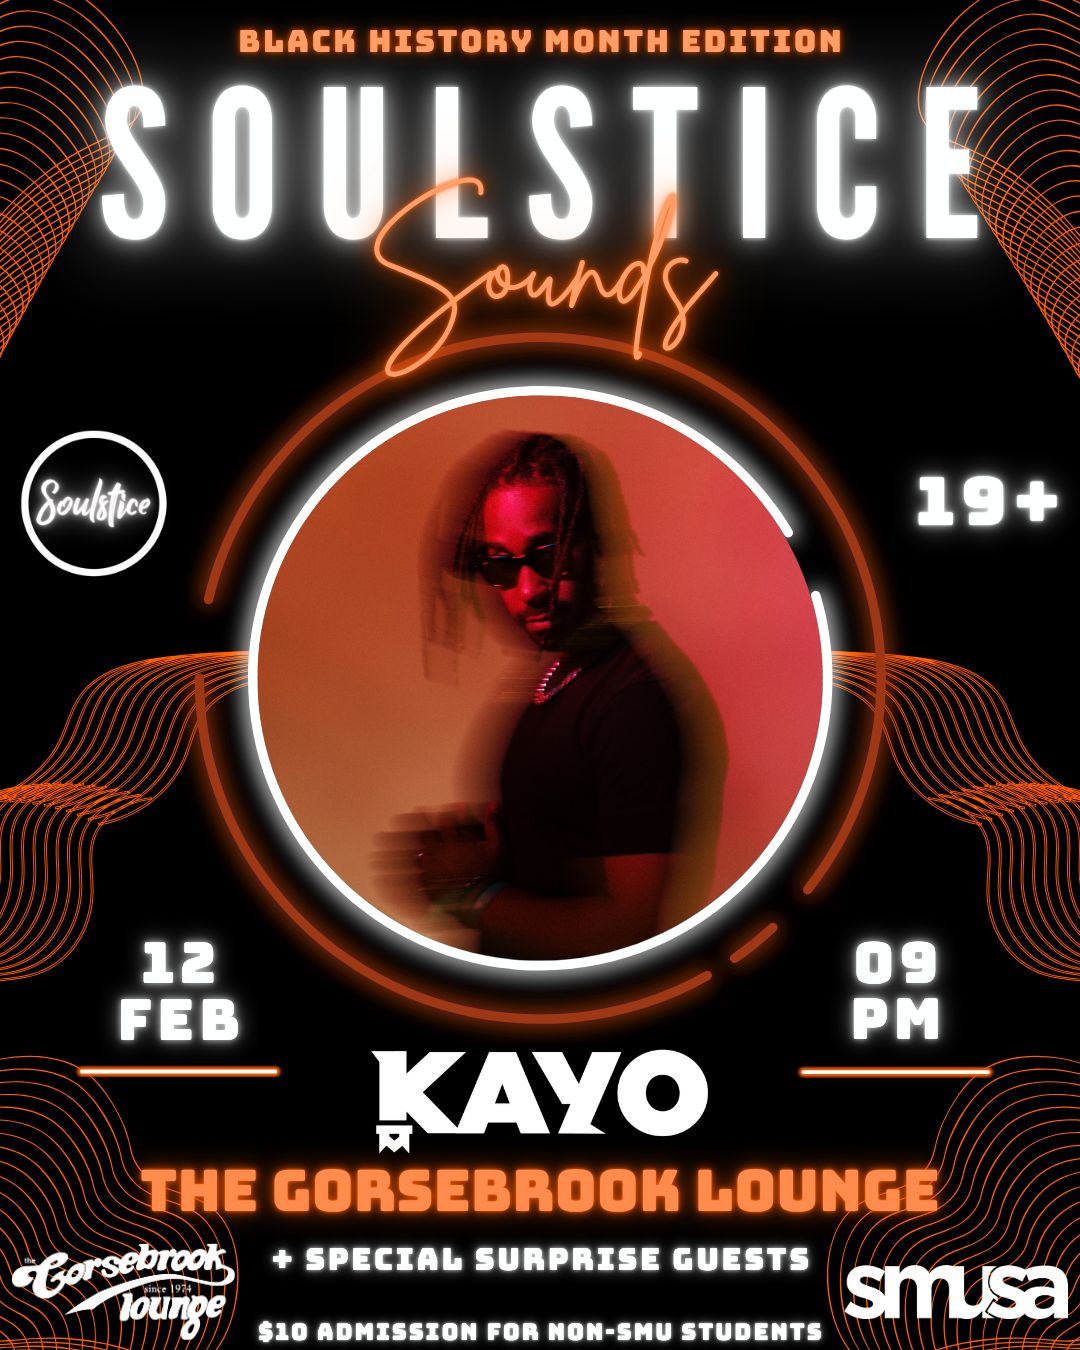 BLACK HISTORY MONTH EDITION
SOULSTICE
Sounds
Soulstice
19+
12
FEB
09
PM
KAYO
THE GORSEBROOK LOUNGE
+ SPECIAL SURPRISE GUESTS
the Gorsebrook
since 1974
lounge
smusa
$10 ADMISSION FOR NON-SMU STUDENTS